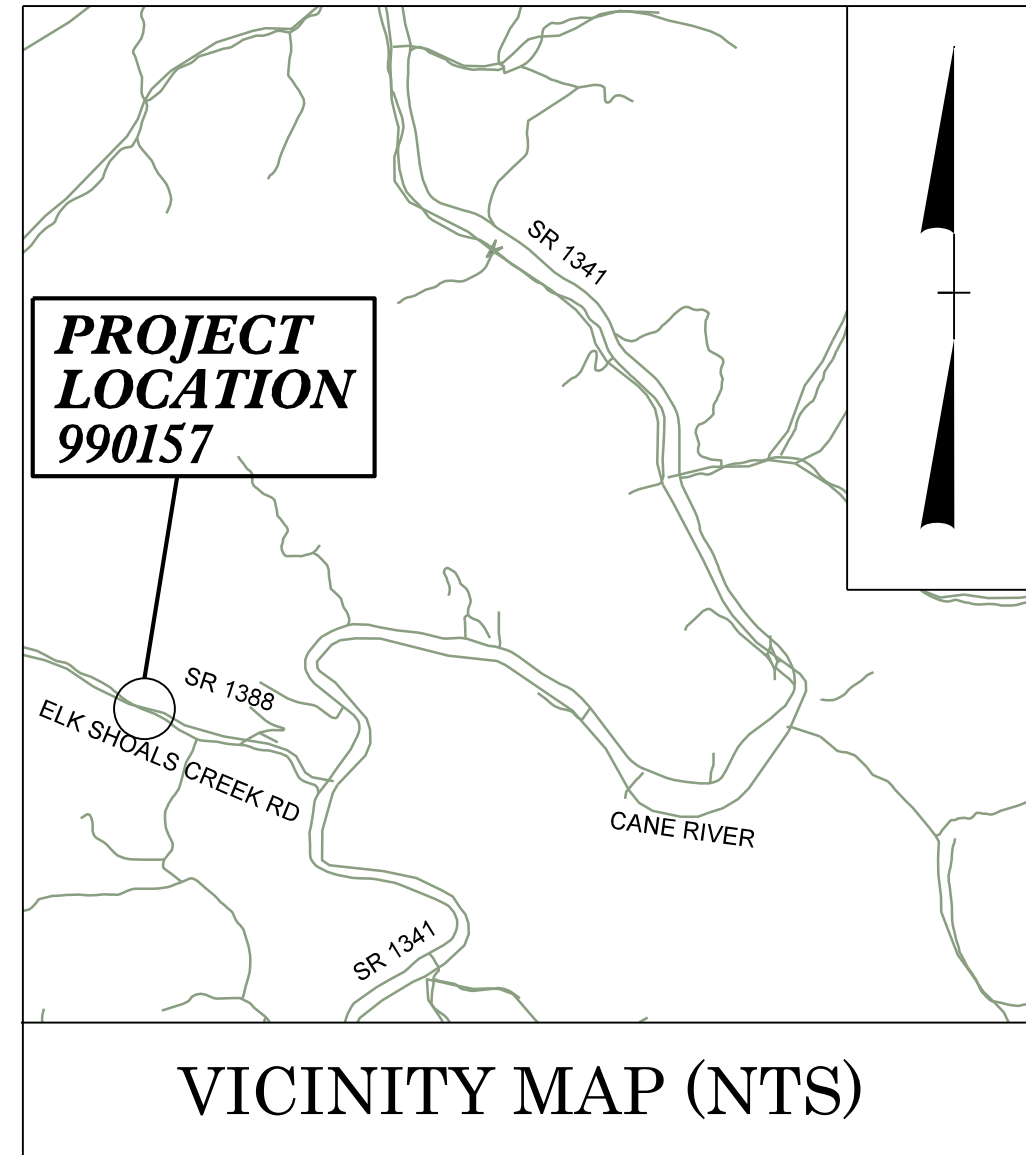 SR 1341
PROJECT
LOCATION
990157
SR 1388
ELK SHOALS CREEK RD
CANE RIVER
SR 1341
VICINITY MAP (NTS)